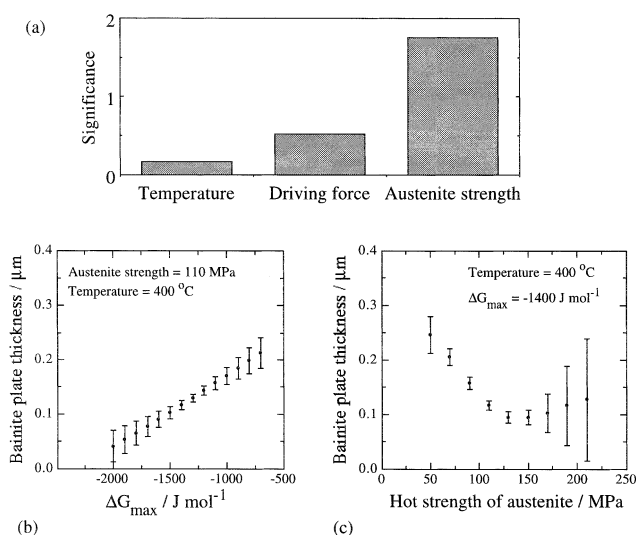 (a)
2
1
0
Significance
Temperature Driving force Austenite strength
0.4
0.3
0.2
0.1
0.0
Bainite plate thickness / μm
Austenite strength = 110 MPa
Temperature = 400 °C
-2000 -1500 -1000 -500
ΔGmax / J mol⁻¹
(b)
0.4
0.3
0.2
0.1
0.0
Bainite plate thickness / μm
Temperature = 400 °C
ΔGmax = -1400 J mol⁻¹
0 50 100 150 200 250
Hot strength of austenite / MPa
(c)